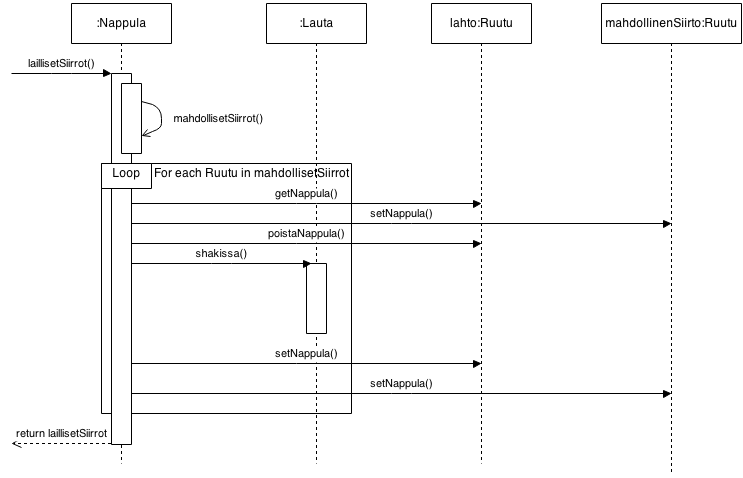 :Nappula
:Lauta
lahto:Ruutu
mahdollinenSiirto:Ruutu
laillisetSiirrot()
mahdollisetSiirrot()
Loop
For each Ruutu in mahdollisetSiirrot
getNappula()
setNappula()
poistaNappula()
shakissa()
setNappula()
setNappula()
return laillisetSiirrot